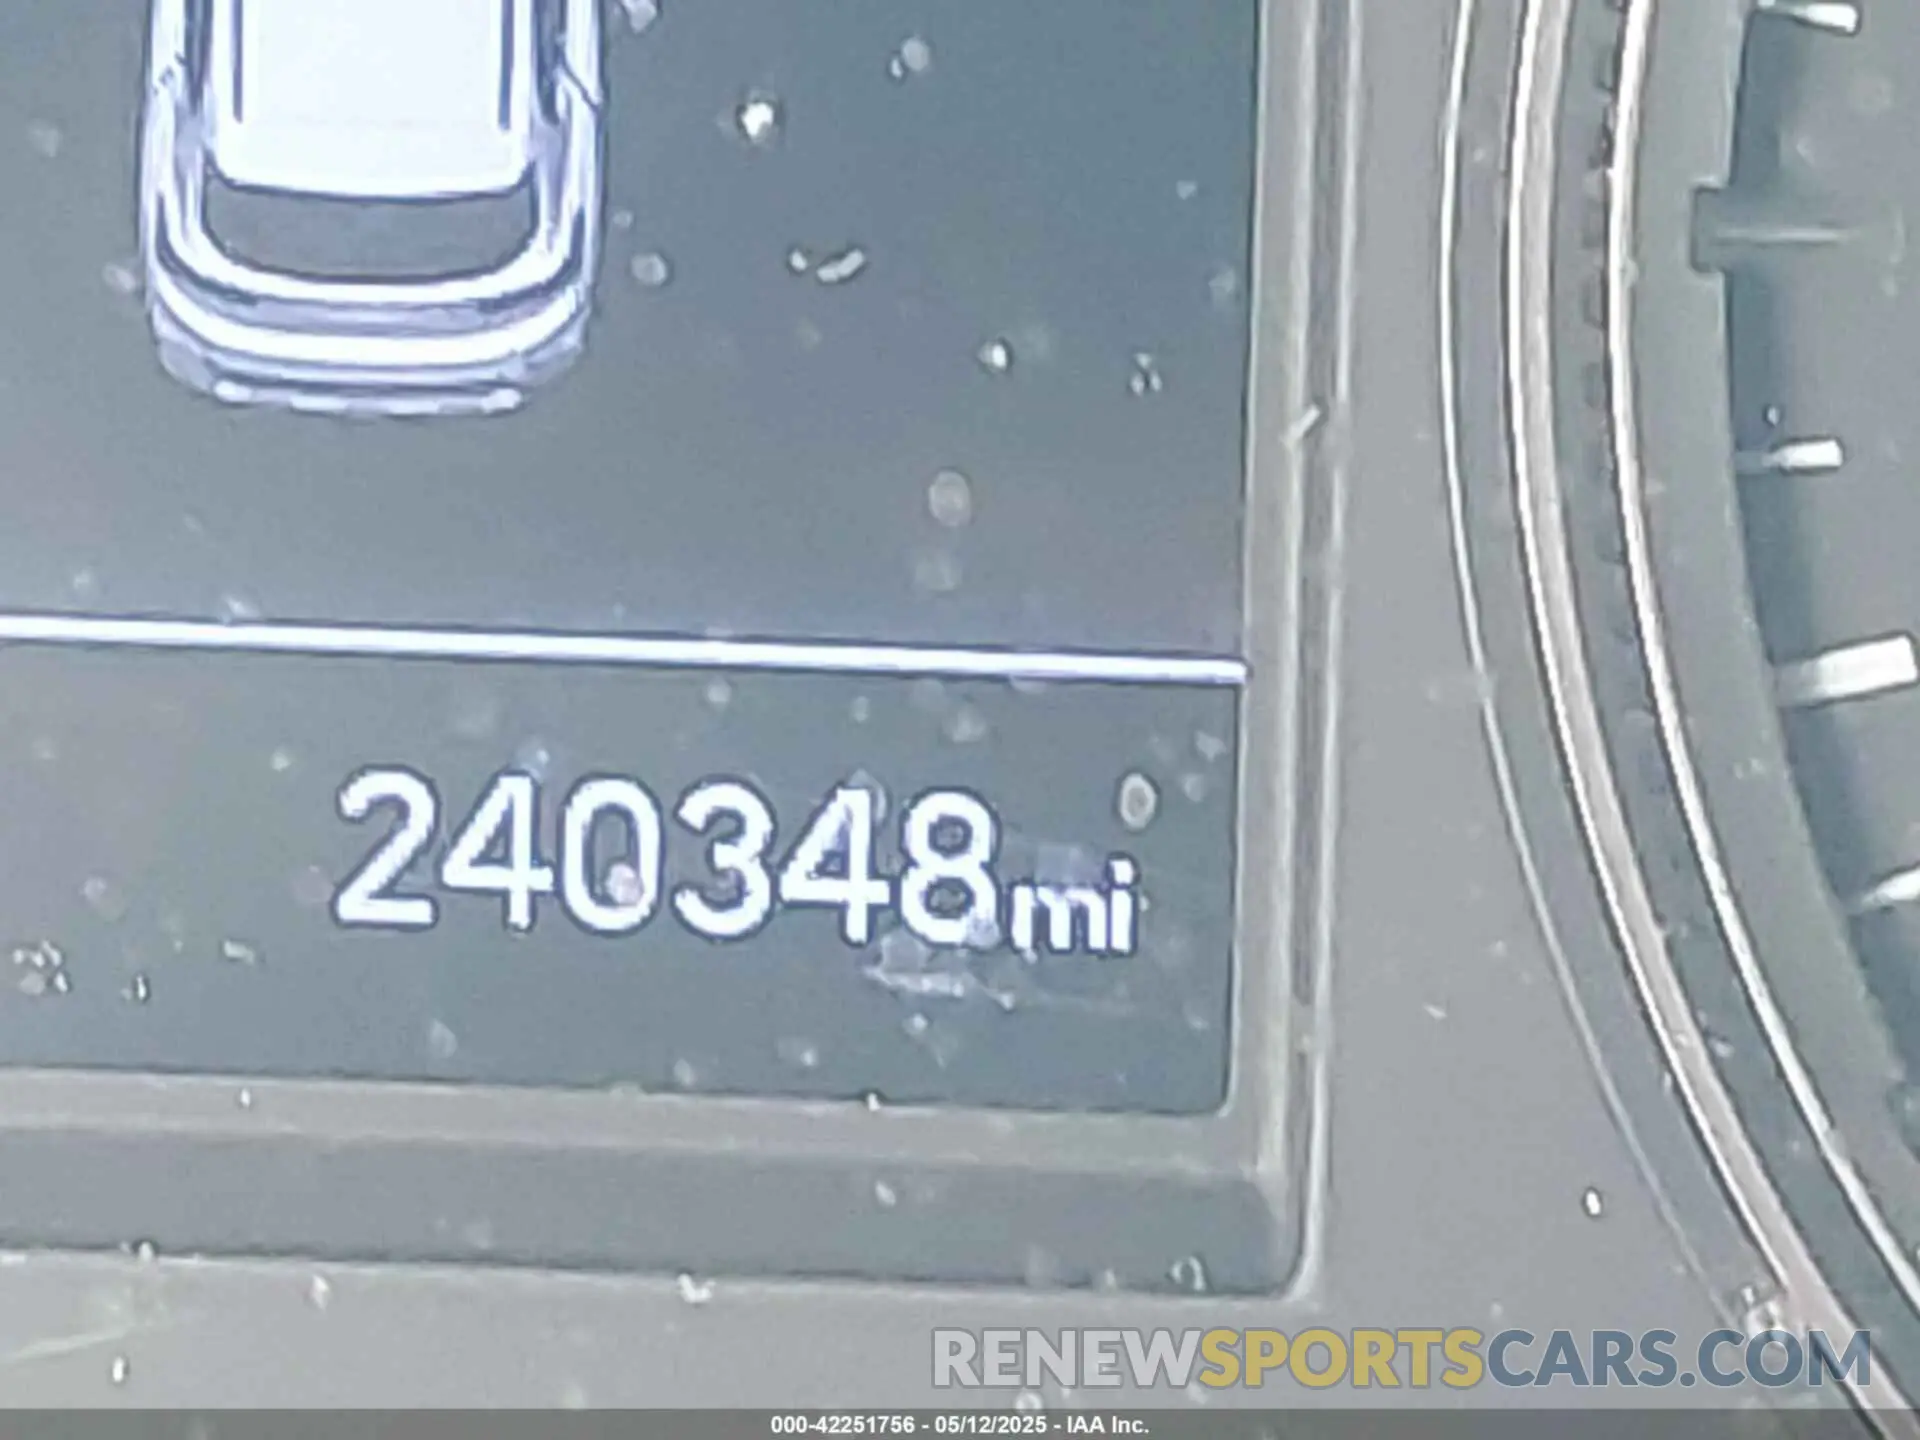 240348mi
RENEWSPORTSCARS.COM
000-42251756 - 05/12/2025 - IAA Inc.